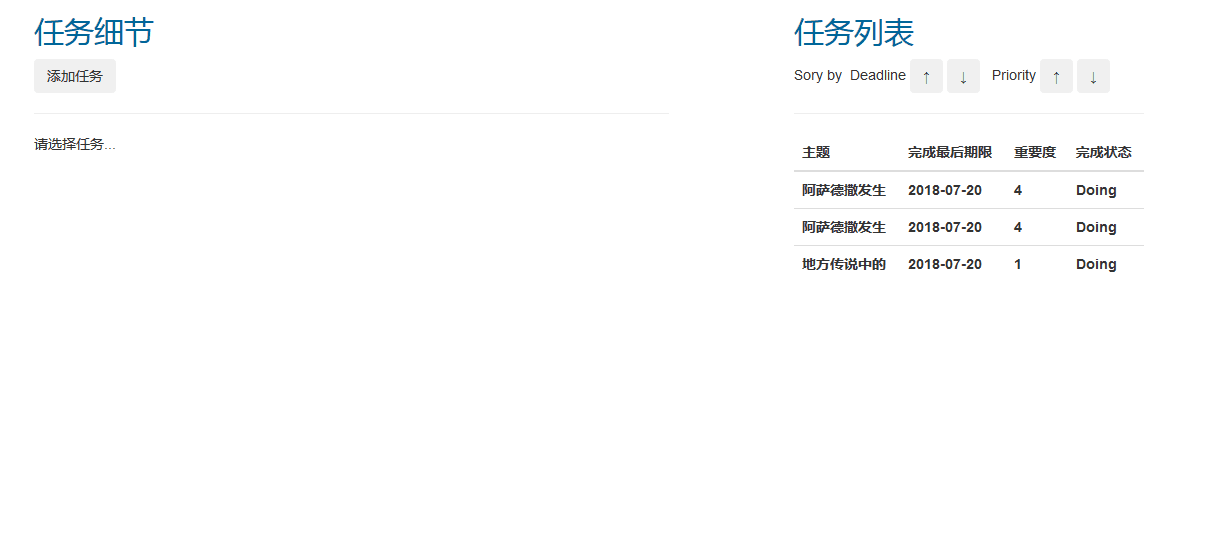 任务细节
添加任务
请选择任务...
任务列表
Sory by Deadline ↑ ↓ Priority ↑ ↓
主题 完成最后期限 重要度 完成状态
阿萨德撒发生 2018-07-20 4 Doing
阿萨德撒发生 2018-07-20 4 Doing
地方传说中的 2018-07-20 1 Doing